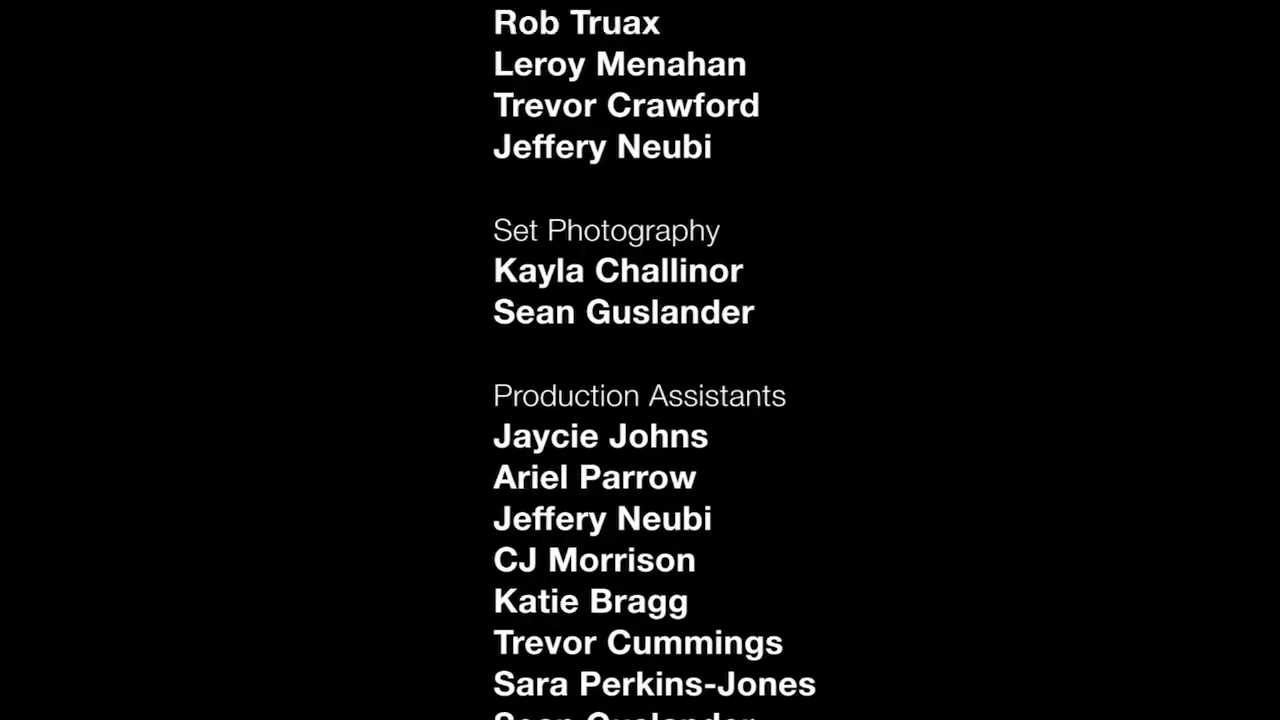 Rob Truax
Leroy Menahan
Trevor Crawford
Jeffery Neubi
Set Photography
Kayla Challinor
Sean Guslander
Production Assistants
Jaycie Johns
Ariel Parrow
Jeffery Neubi
CJ Morrison
Katie Bragg
Trevor Cummings
Sara Perkins-Jones
Sean Guslander